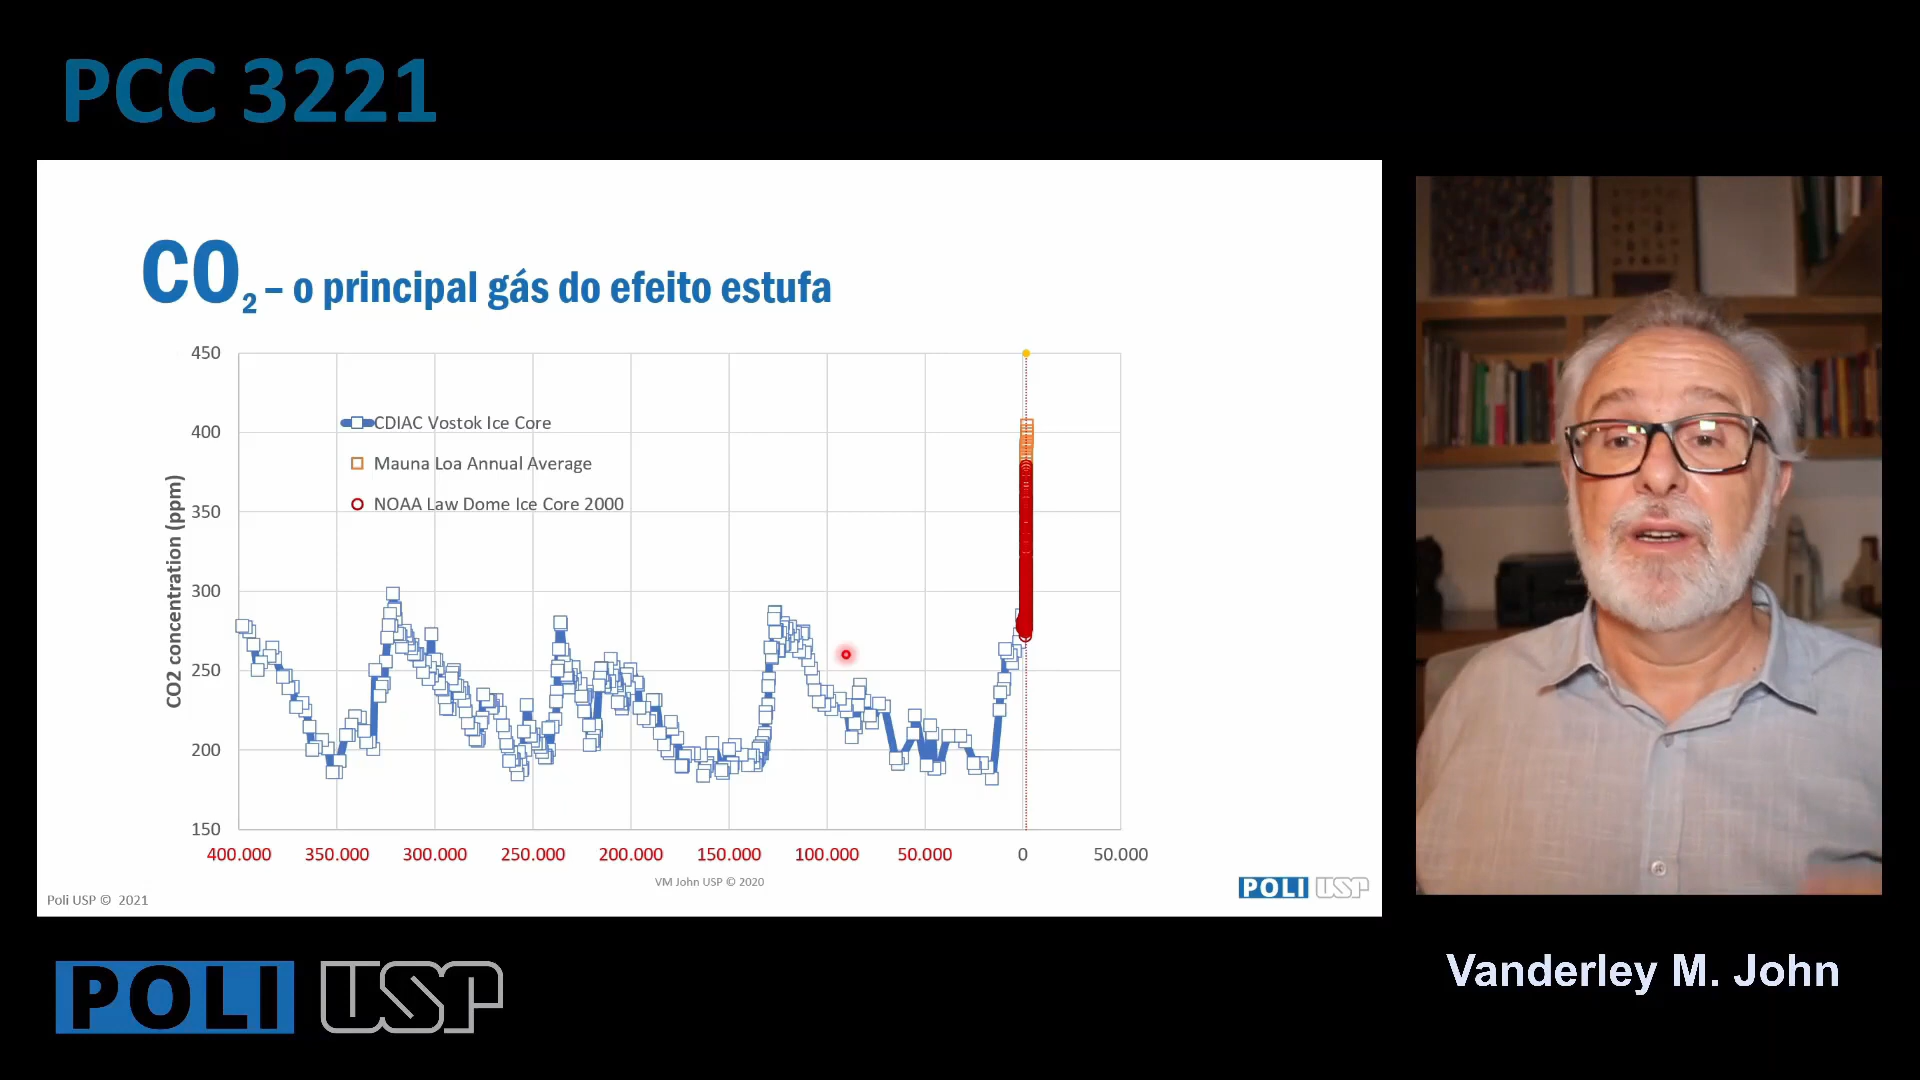 PCC 3221
CO2 – o principal gás do efeito estufa
450
400
350
300
250
200
150
CO2 concentration (ppm)
CDIAC Vostok Ice Core
Mauna Loa Annual Average
NOAA Law Dome Ice Core 2000
400.000 350.000 300.000 250.000 200.000 150.000 100.000 50.000 0 50.000
VM John USP © 2020
Poli USP © 2021
POLI USP
POLI USP
Vanderley M. John